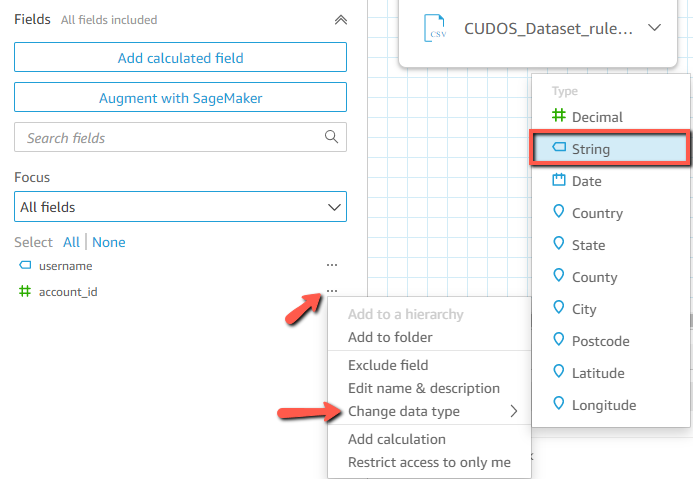 Fields All fields included
Add calculated field
Augment with SageMaker
Search fields
Focus
All fields
Select All | None
username ...
account_id ...
Add to a hierarchy
Add to folder
Exclude field
Edit name & description
Change data type
Add calculation
Restrict access to only me
CSV CUDOS_Dataset_rule...
Type
Decimal
String
Date
Country
State
County
City
Postcode
Latitude
Longitude